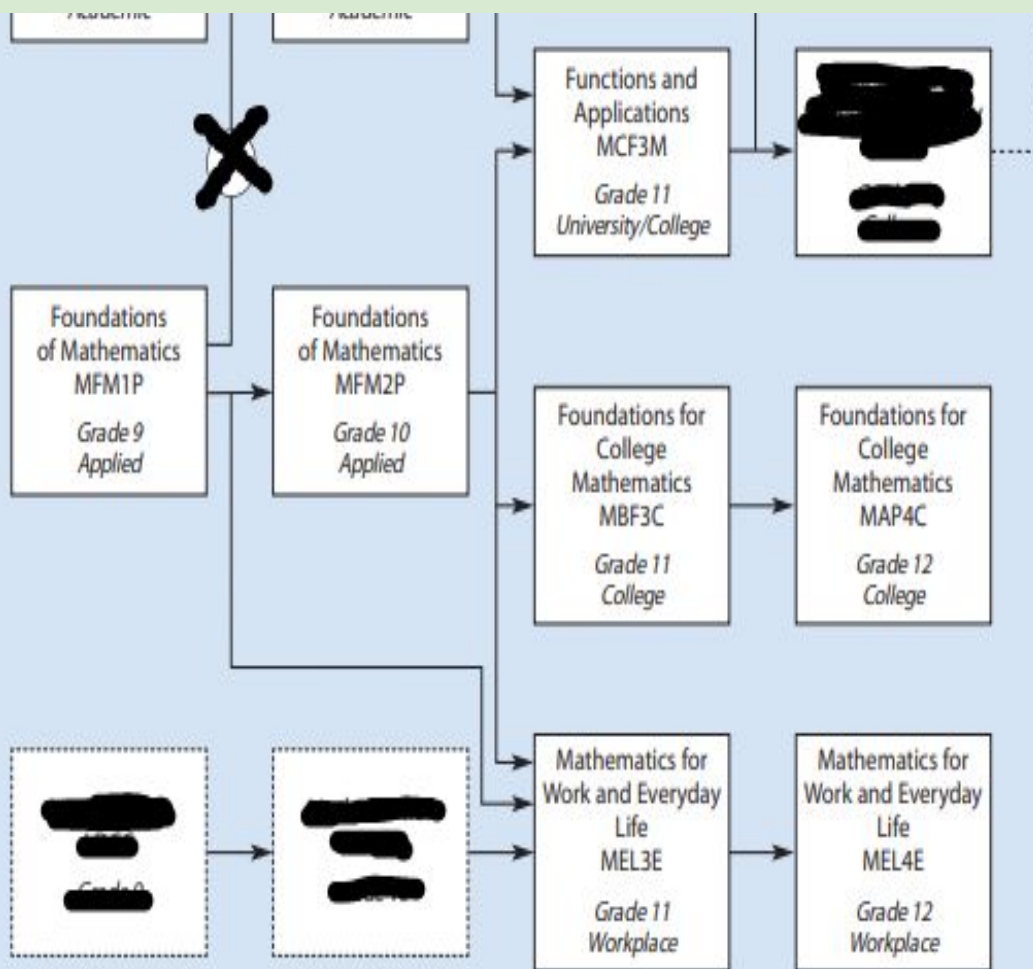 Academic
Academic
Functions and
Applications
MCF3M
Grade 11
University/College
Foundations
of Mathematics
MFM1P
Grade 9
Applied
Foundations
of Mathematics
MFM2P
Grade 10
Applied
Foundations for
College
Mathematics
MBF3C
Grade 11
College
Foundations for
College
Mathematics
MAP4C
Grade 12
College
Mathematics for
Work and Everyday
Life
MEL3E
Grade 11
Workplace
Mathematics for
Work and Everyday
Life
MEL4E
Grade 12
Workplace